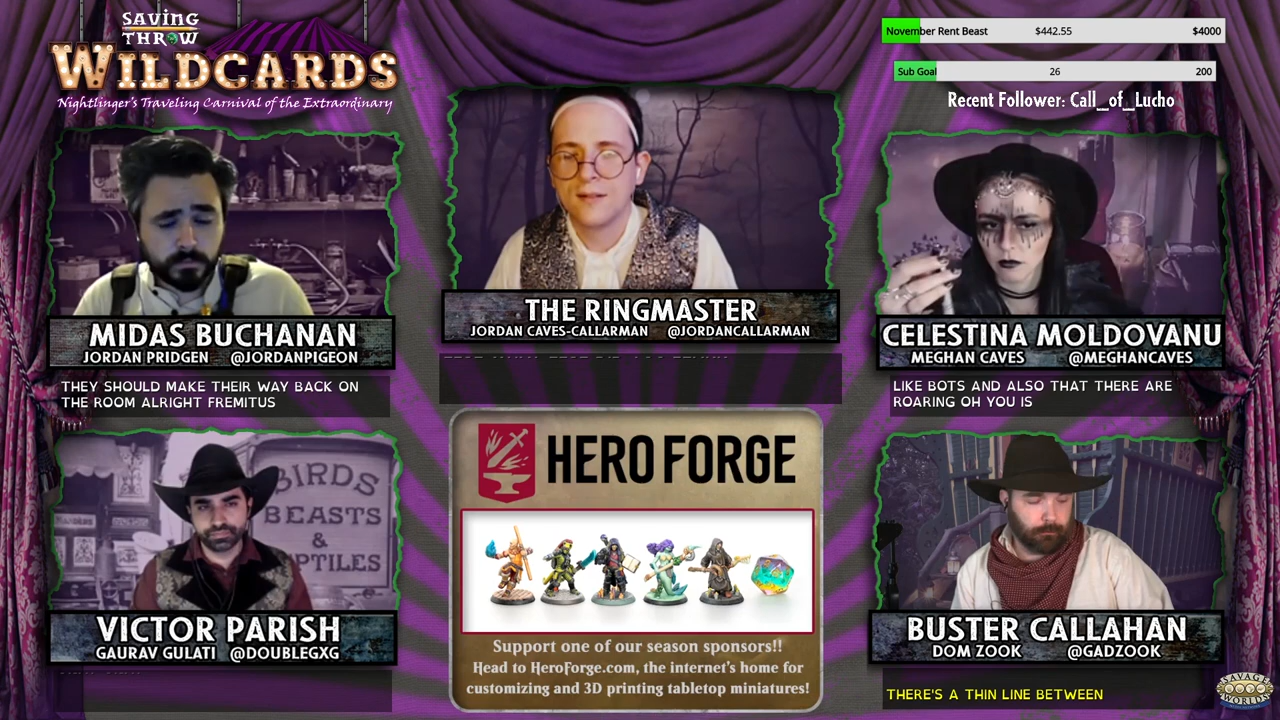 SAVING
THROW
WILDCARDS
Nightlinger's Traveling Carnival of the Extraordinary
November Rent Beast $442.55 $4000
Sub Goal 26 200
Recent Follower: Call_of_Lucho
MIDAS BUCHANAN
JORDAN PRIDGEN @JORDANPIGEON
THEY SHOULD MAKE THEIR WAY BACK ON
THE ROOM ALRIGHT FREMITUS
THE RINGMASTER
JORDAN CAVES-CALLARMAN @JORDANCALLARMAN
CELESTINA MOLDOVANU
MEGHAN CAVES @MEGHANCAVES
LIKE BOTS AND ALSO THAT THERE ARE
ROARING OH YOU IS
BIRDS
BEASTS
&
REPTILES
VICTOR PARISH
GAURAV GULATI @DOUBLEGXG
HERO FORGE
Support one of our season sponsors!!
Head to HeroForge.com, the internet's home for
customizing and 3D printing tabletop miniatures!
BUSTER CALLAHAN
DOM ZOOK @GADZOOK
THERE'S A THIN LINE BETWEEN
SAVAGE
WORLDS